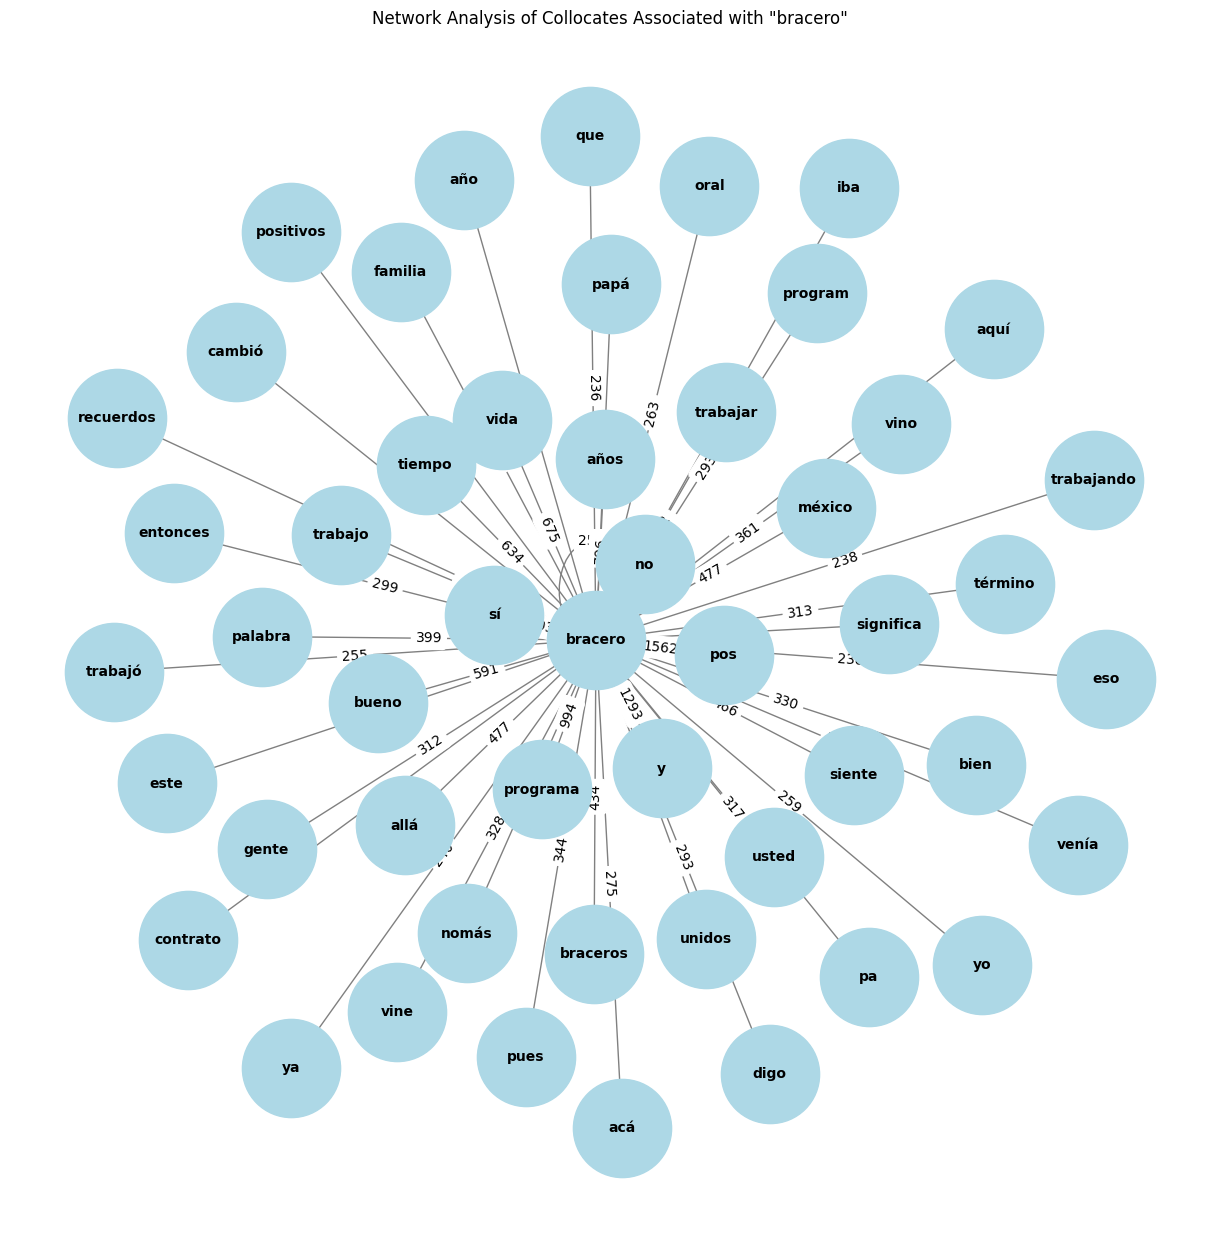 Network Analysis of Collocates Associated with "bracero"
que
año
oral
iba
positivos
familia
papá
program
aquí
cambió
236
263
recuerdos
vida
trabajar
vino
tiempo
años
trabajando
México
entonces
trabajo
675
361
634
no
477
238
término
299
sí
313
significa
palabra
399
bracero
1562
pos
trabajó
255
591
eso
bueno
1293
330
994
312
477
este
programa
y
siente
bien
434
317
259
gente
allá
328
344
venía
293
usted
275
contrato
nomás
braceros
unidos
pa
yo
vine
ya
pues
digo
acá